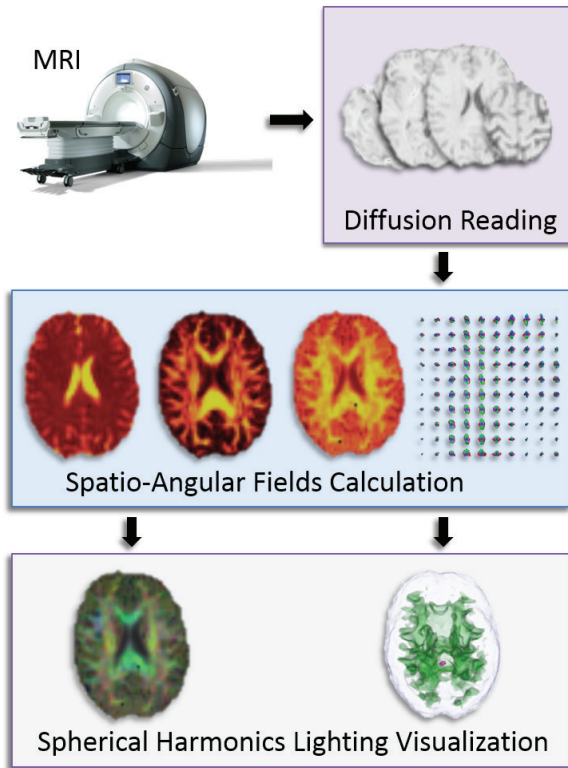 MRI
Diffusion Reading
Spatio-Angular Fields Calculation
Spherical Harmonics Lighting Visualization